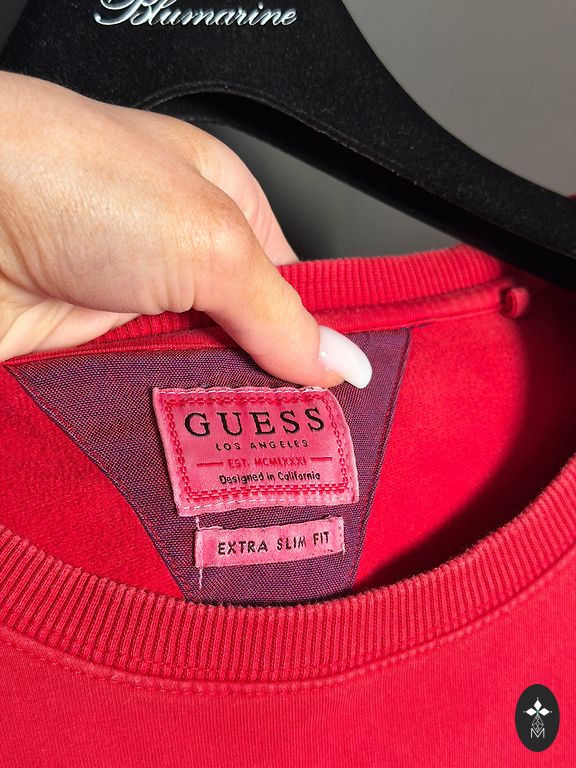 Blumarine
GUESS
LOS ANGELES
EST. MCMLXXXI
Designed in California
EXTRA SLIM FIT
M